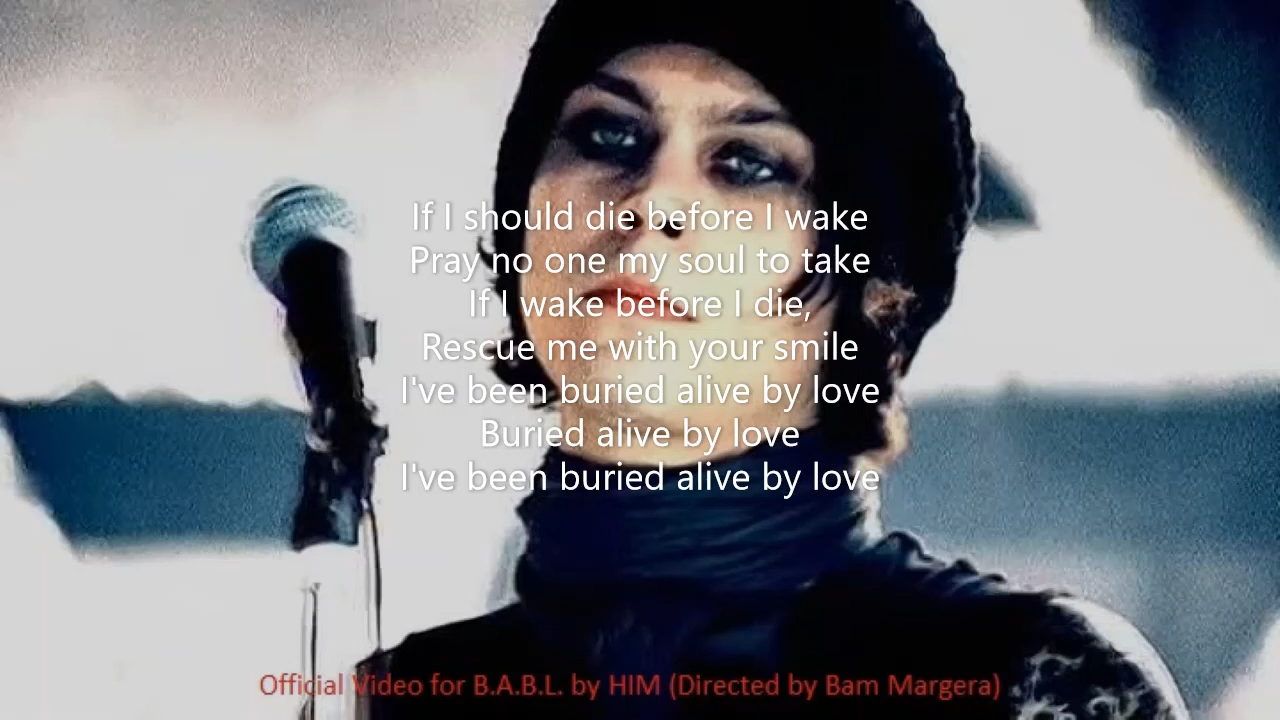 If I should die before I wake
Pray no one my soul to take
If I wake before I die,
Rescue me with your smile
I've been buried alive by love
Buried alive by love
I've been buried alive by love
Official Video for B.A.B.L. by HIM (Directed by Bam Margera)